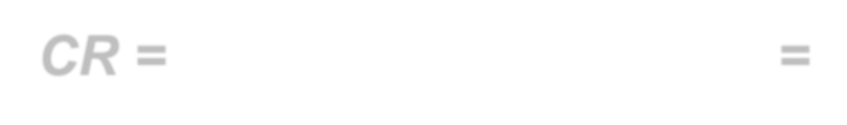 CR = =